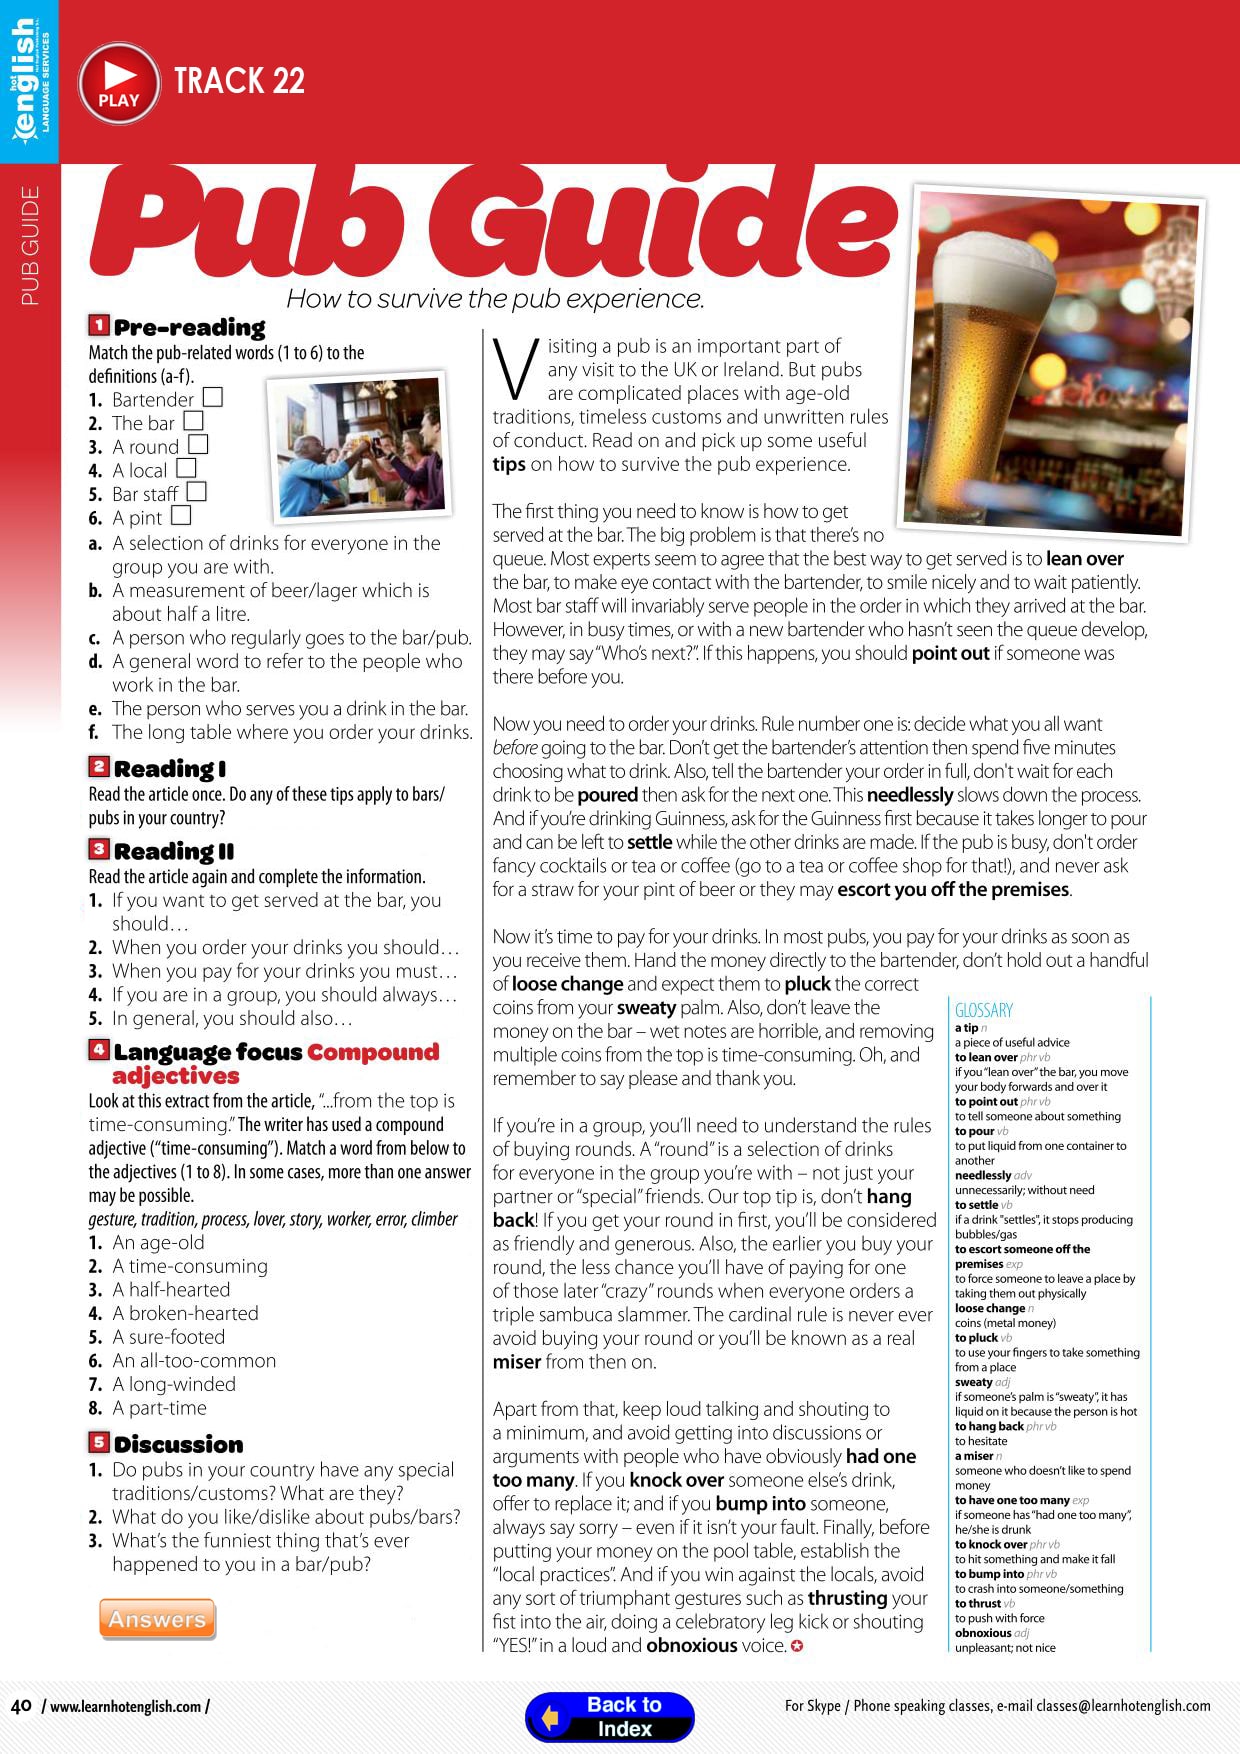 hot
english
LANGUAGE SERVICES
PLAY
TRACK 22
PUB GUIDE
Pub Guide
How to survive the pub experience.
1 Pre-reading
Match the pub-related words (1 to 6) to the
definitions (a-f).
1. Bartender
2. The bar
3. A round
4. A local
5. Bar staff
6. A pint
a. A selection of drinks for everyone in the
group you are with.
b. A measurement of beer/lager which is
about half a litre.
c. A person who regularly goes to the bar/pub.
d. A general word to refer to the people who
work in the bar.
e. The person who serves you a drink in the bar.
f. The long table where you order your drinks.
2 Reading I
Read the article once. Do any of these tips apply to bars/
pubs in your country?
3 Reading II
Read the article again and complete the information.
1. If you want to get served at the bar, you
should…
2. When you order your drinks you should…
3. When you pay for your drinks you must…
4. If you are in a group, you should always…
5. In general, you should also…
4 Language focus Compound
adjectives
Look at this extract from the article, “...from the top is
time-consuming.” The writer has used a compound
adjective (“time-consuming”). Match a word from below to
the adjectives (1 to 8). In some cases, more than one answer
may be possible.
gesture, tradition, process, lover, story, worker, error, climber
1. An age-old
2. A time-consuming
3. A half-hearted
4. A broken-hearted
5. A sure-footed
6. An all-too-common
7. A long-winded
8. A part-time
5 Discussion
1. Do pubs in your country have any special
traditions/customs? What are they?
2. What do you like/dislike about pubs/bars?
3. What’s the funniest thing that’s ever
happened to you in a bar/pub?
Answers
Visiting a pub is an important part of
any visit to the UK or Ireland. But pubs
are complicated places with age-old
traditions, timeless customs and unwritten rules
of conduct. Read on and pick up some useful
tips on how to survive the pub experience.
The first thing you need to know is how to get
served at the bar. The big problem is that there’s no
queue. Most experts seem to agree that the best way to get served is to lean over
the bar, to make eye contact with the bartender, to smile nicely and to wait patiently.
Most bar staff will invariably serve people in the order in which they arrived at the bar.
However, in busy times, or with a new bartender who hasn’t seen the queue develop,
they may say “Who’s next?”. If this happens, you should point out if someone was
there before you.
Now you need to order your drinks. Rule number one is: decide what you all want
before going to the bar. Don’t get the bartender’s attention then spend five minutes
choosing what to drink. Also, tell the bartender your order in full, don't wait for each
drink to be poured then ask for the next one. This needlessly slows down the process.
And if you’re drinking Guinness, ask for the Guinness first because it takes longer to pour
and can be left to settle while the other drinks are made. If the pub is busy, don't order
fancy cocktails or tea or coffee (go to a tea or coffee shop for that!), and never ask
for a straw for your pint of beer or they may escort you off the premises.
Now it’s time to pay for your drinks. In most pubs, you pay for your drinks as soon as
you receive them. Hand the money directly to the bartender, don’t hold out a handful
of loose change and expect them to pluck the correct
coins from your sweaty palm. Also, don’t leave the
money on the bar – wet notes are horrible, and removing
multiple coins from the top is time-consuming. Oh, and
remember to say please and thank you.
If you’re in a group, you’ll need to understand the rules
of buying rounds. A “round” is a selection of drinks
for everyone in the group you’re with – not just your
partner or “special” friends. Our top tip is, don’t hang
back! If you get your round in first, you’ll be considered
as friendly and generous. Also, the earlier you buy your
round, the less chance you’ll have of paying for one
of those later “crazy” rounds when everyone orders a
triple sambuca slammer. The cardinal rule is never ever
avoid buying your round or you’ll be known as a real
miser from then on.
Apart from that, keep loud talking and shouting to
a minimum, and avoid getting into discussions or
arguments with people who have obviously had one
too many. If you knock over someone else’s drink,
offer to replace it; and if you bump into someone,
always say sorry – even if it isn’t your fault. Finally, before
putting your money on the pool table, establish the
“local practices”. And if you win against the locals, avoid
any sort of triumphant gestures such as thrusting your
fist into the air, doing a celebratory leg kick or shouting
“YES!” in a loud and obnoxious voice.
GLOSSARY
a tip n
a piece of useful advice
to lean over phr vb
if you “lean over” the bar, you move
your body forwards and over it
to point out phr vb
to tell someone about something
to pour vb
to put liquid from one container to
another
needlessly adv
unnecessarily; without need
to settle vb
if a drink "settles", it stops producing
bubbles/gas
to escort someone off the
premises exp
to force someone to leave a place by
taking them out physically
loose change n
coins (metal money)
to pluck vb
to use your fingers to take something
from a place
sweaty adj
if someone’s palm is “sweaty”, it has
liquid on it because the person is hot
to hang back phr vb
to hesitate
a miser n
someone who doesn’t like to spend
money
to have one too many exp
if someone has “had one too many”,
he/she is drunk
to knock over phr vb
to hit something and make it fall
to bump into phr vb
to crash into someone/something
to thrust vb
to push with force
obnoxious adj
unpleasant; not nice
40 / www.learnhotenglish.com /
Back to
Index
For Skype / Phone speaking classes, e-mail classes@learnhotenglish.com